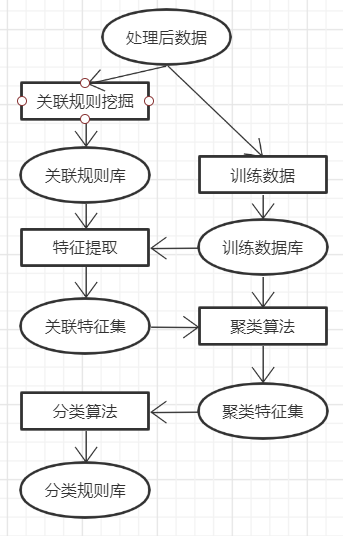 处理后数据
关联规则挖掘
关联规则库
训练数据
特征提取
训练数据库
关联特征集
聚类算法
分类算法
聚类特征集
分类规则库